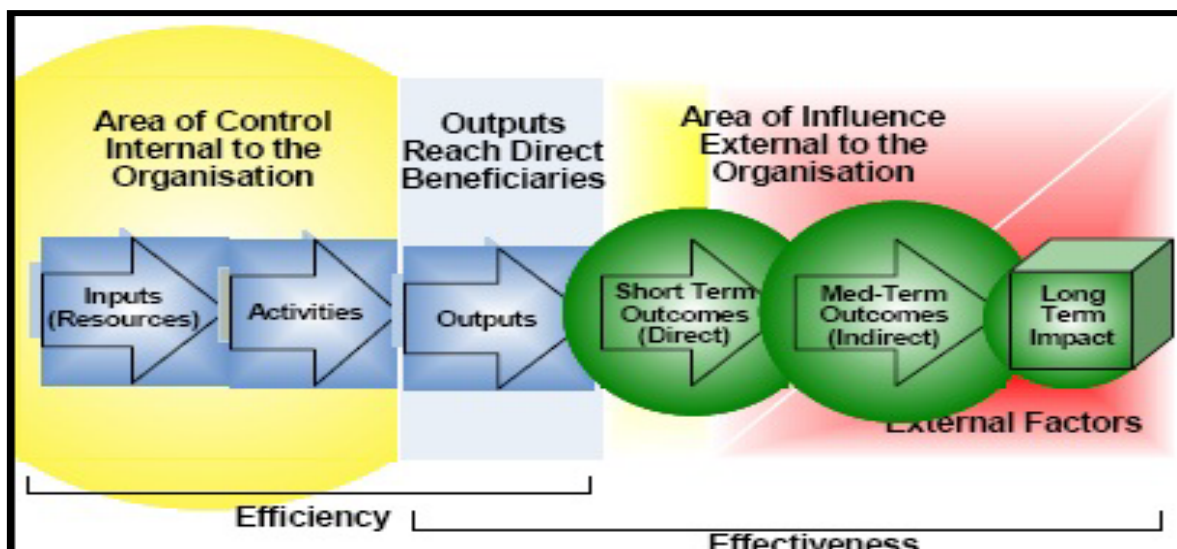 Area of Control
Internal to the
Organisation
Outputs
Reach Direct
Beneficiaries
Area of Influence
External to the
Organisation
Inputs
(Resources)
Activities
Outputs
Short Term
Outcomes
(Direct)
Med-Term
Outcomes
(Indirect)
Long
Term
Impact
External Factors
Efficiency
Effectiveness